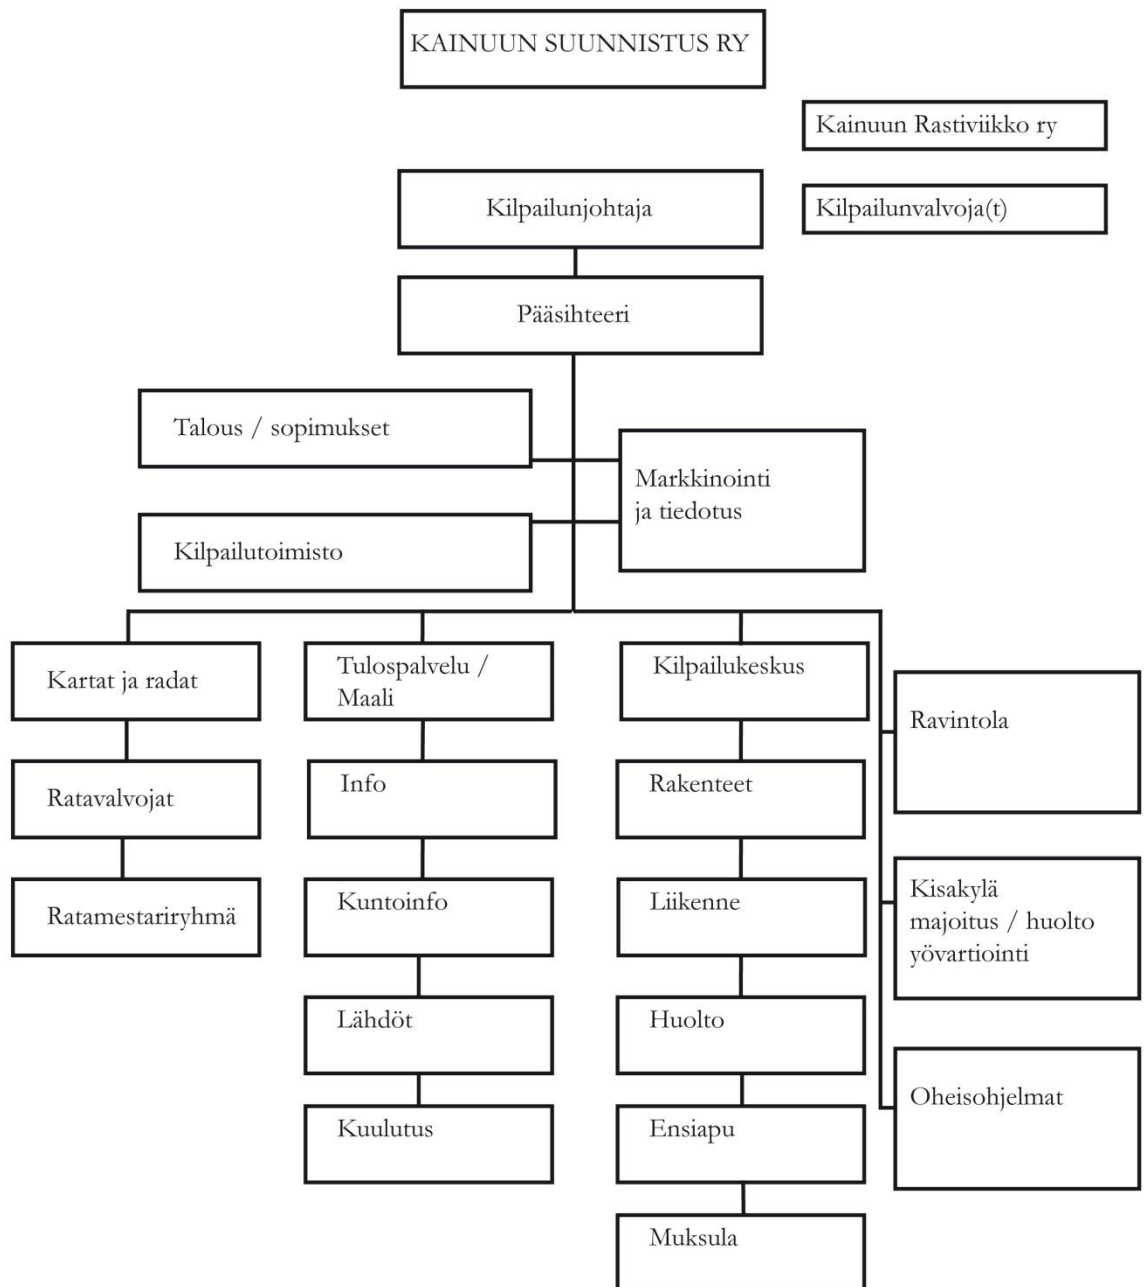 KAINUUN SUUNNISTUS RY
Kainuun Rastiviikko ry
Kilpailunjohtaja
Kilpailunvalvoja(t)
Pääsihteeri
Talous / sopimukset
Markkinointi
ja tiedotus
Kilpailutoimisto
Kartat ja radat
Ratavalvojat
Ratamestariryhmä
Tulospalvelu /
Maali
Info
Kuntoinfo
Lähdöt
Kuulutus
Kilpailukeskus
Rakenteet
Liikenne
Huolto
Ensiapu
Muksula
Ravintola
Kisakylä
majoitus / huolto
yövartiointi
Oheisohjelmat